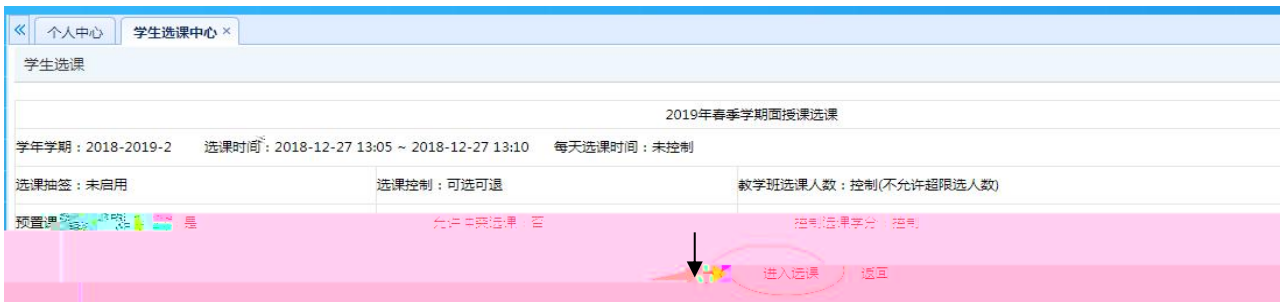 个人中心 学生选课中心 ×
学生选课
2019年春季学期面授课选课
学年学期：2018-2019-2 选课时间：2018-12-27 13:05 ~ 2018-12-27 13:10 每天选课时间：未控制
选课抽签：未启用 选课控制：可选可退 教学班选课人数：控制(不允许超限选人数)
预置课 是 允许冲突选课：否 控制选课学分：控制
进入选课 返回